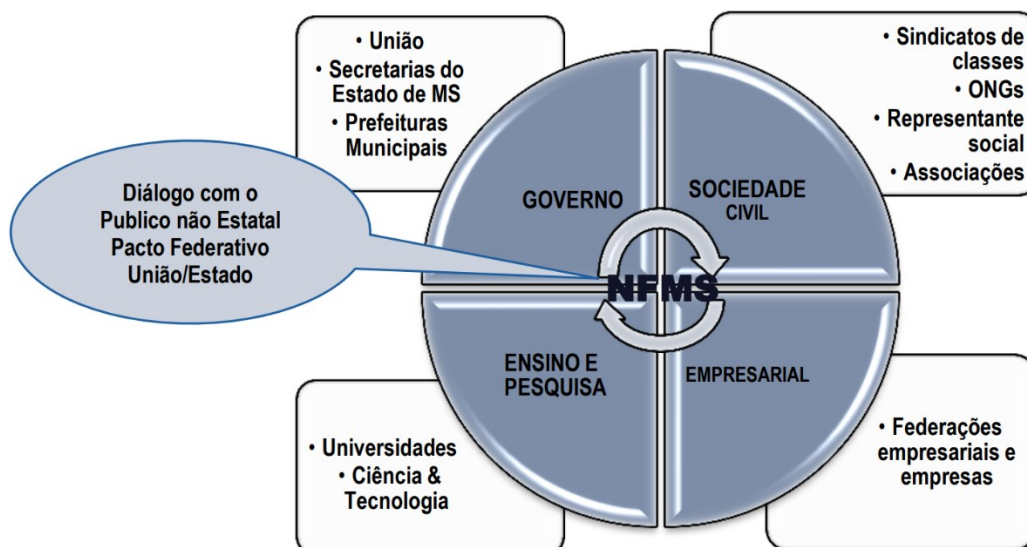 • União
• Secretarias do
Estado de MS
• Prefeituras
Municipais
• Sindicatos de
classes
• ONGs
• Representante
social
• Associações
Diálogo com o
Publico não Estatal
Pacto Federativo
União/Estado
GOVERNO
SOCIEDADE
CIVIL
NFMS
ENSINO E
PESQUISA
EMPRESARIAL
• Universidades
• Ciência &
Tecnologia
• Federações
empresariais e
empresas